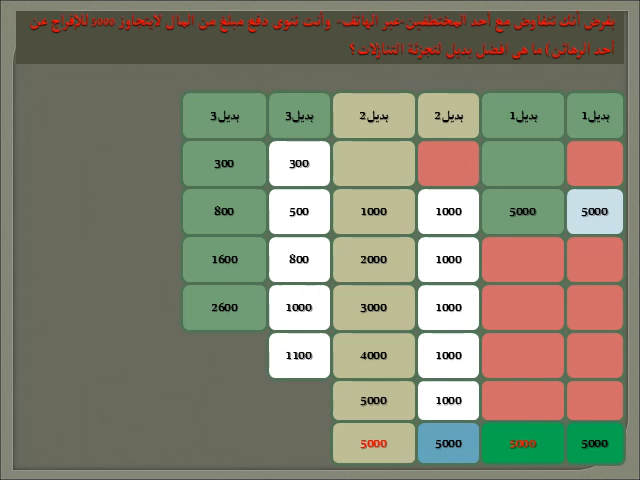 بفرض أنك تتفاوض مع أحد المختطفين -عبر الهاتف- وأنت تنوى دفع مبلغ من المال لايتجاوز 5000 للإفراج عن
أحد الرهائن) ما هى أفضل بديل لتجزئة التنازلات؟
بديل1 بديل1 بديل2 بديل2 بديل3 بديل3
300 300
5000 5000 1000 1000 500 800
1000 2000 800 1600
1000 3000 1000 2600
1000 4000 1100
1000 5000
5000 5000 5000 5000